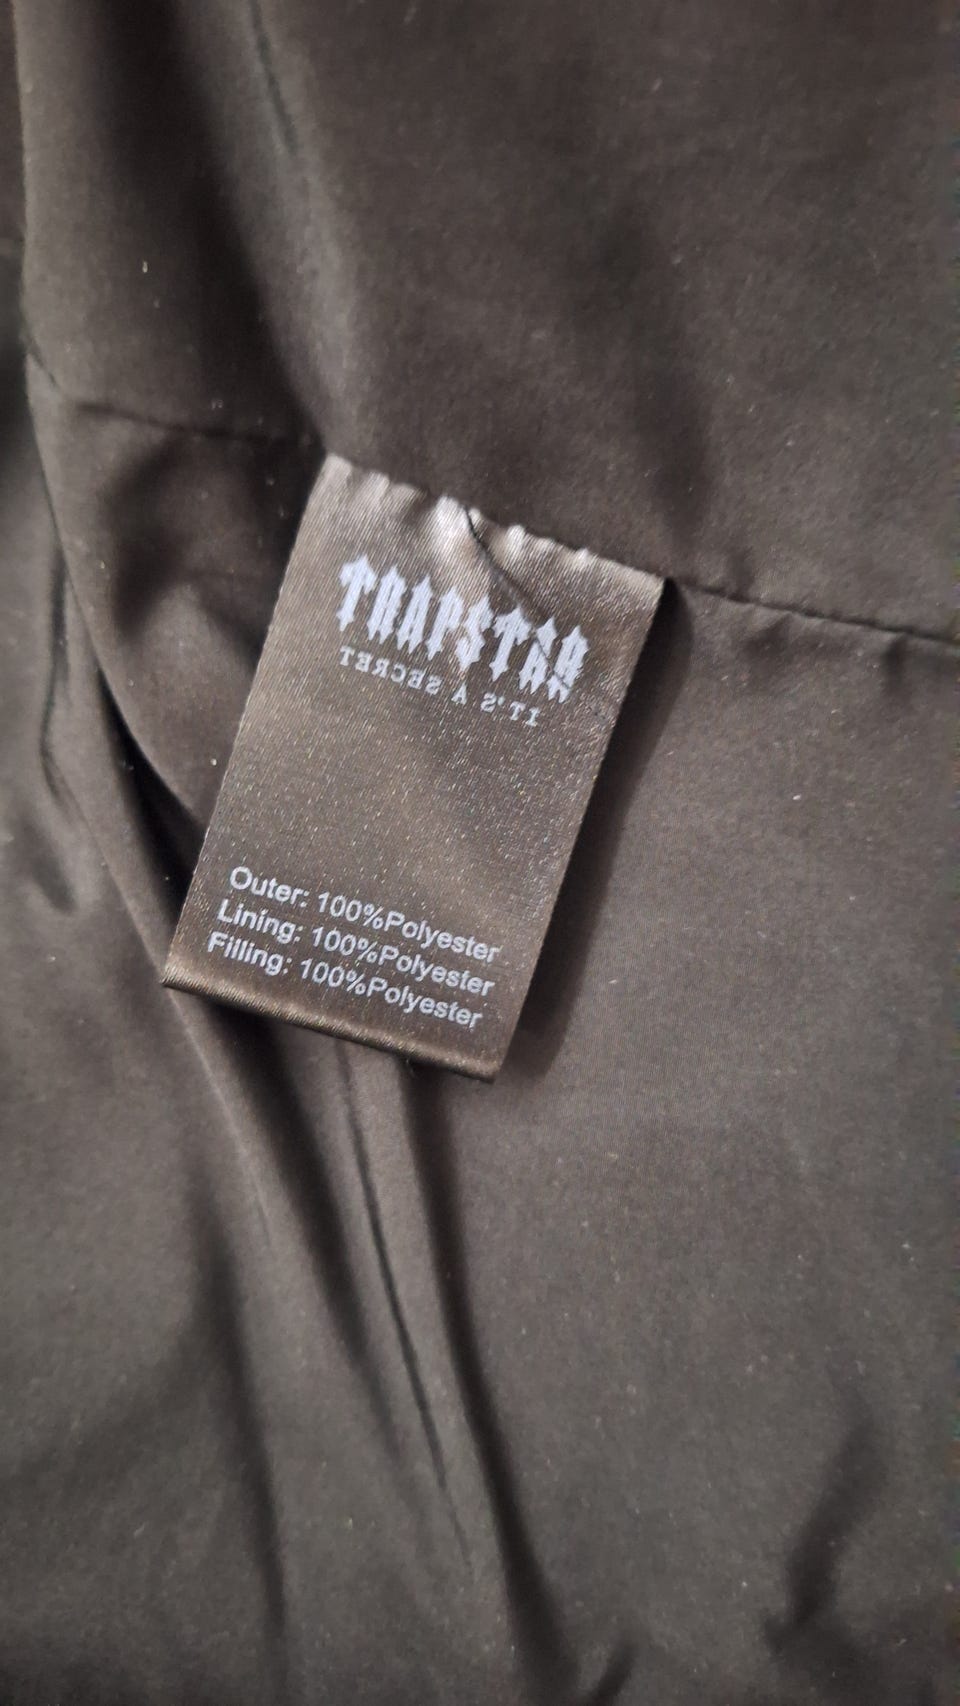 TRAPSTAR
IT'S A SECRET
Outer: 100%Polyester
Lining: 100%Polyester
Filling: 100%Polyester